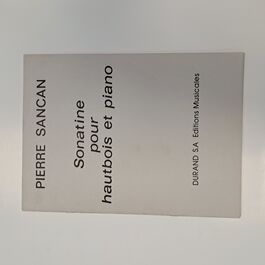 PIERRE SANCAN
Sonatine
pour
hautbois et piano
DURAND S.A. Editions Musicales